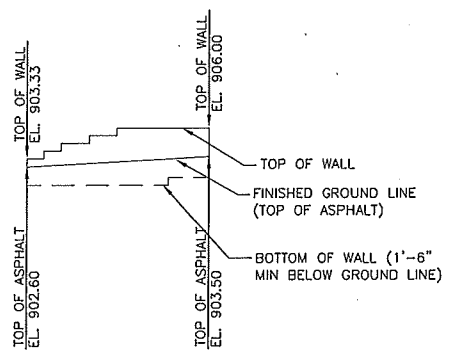 TOP OF WALL
EL. 903.33
TOP OF WALL
EL. 906.00
TOP OF WALL
FINISHED GROUND LINE
(TOP OF ASPHALT)
BOTTOM OF WALL (1'-6"
MIN BELOW GROUND LINE)
TOP OF ASPHALT
EL. 902.60
TOP OF ASPHALT
EL. 903.50